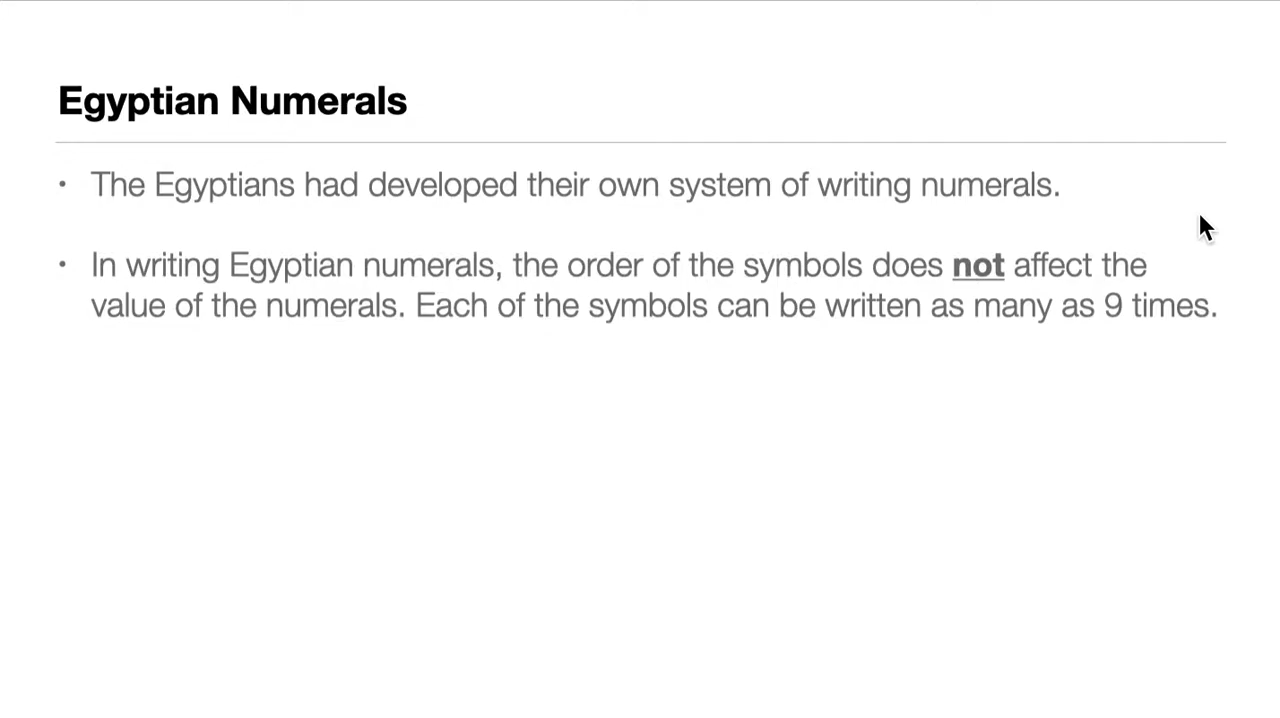 Egyptian Numerals
• The Egyptians had developed their own system of writing numerals.
• In writing Egyptian numerals, the order of the symbols does not affect the
value of the numerals. Each of the symbols can be written as many as 9 times.